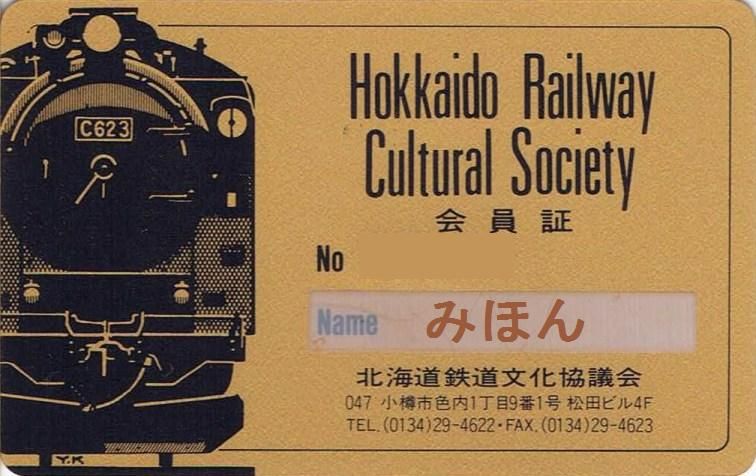 C623
Hokkaido Railway
Cultural Society
会員証
No
Name みほん
北海道鉄道文化協議会
047 小樽市色内1丁目9番1号 松田ビル4F
TEL.(0134)29-4622・FAX.(0134)29-4623
Y.K